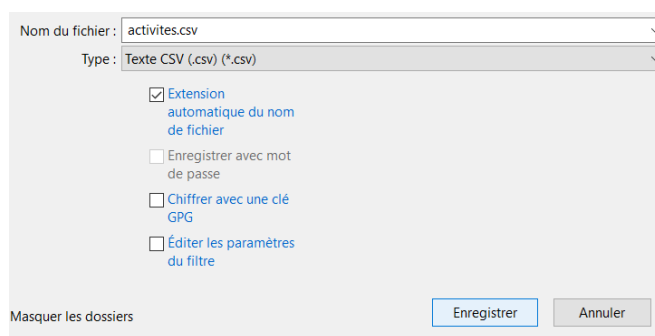 Nom du fichier : activites.csv
Type : Texte CSV (.csv) (*.csv)
Extension
automatique du nom
de fichier
Enregistrer avec mot
de passe
Chiffrer avec une clé
GPG
Éditer les paramètres
du filtre
Masquer les dossiers
Enregistrer
Annuler